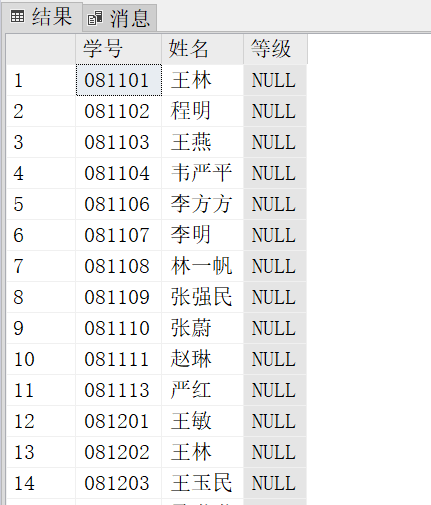 结果 消息
学号 姓名 等级
1 081101 王林 NULL
2 081102 程明 NULL
3 081103 王燕 NULL
4 081104 韦严平 NULL
5 081106 李方方 NULL
6 081107 李明 NULL
7 081108 林一帆 NULL
8 081109 张强民 NULL
9 081110 张蔚 NULL
10 081111 赵琳 NULL
11 081113 严红 NULL
12 081201 王敏 NULL
13 081202 王林 NULL
14 081203 王玉民 NULL